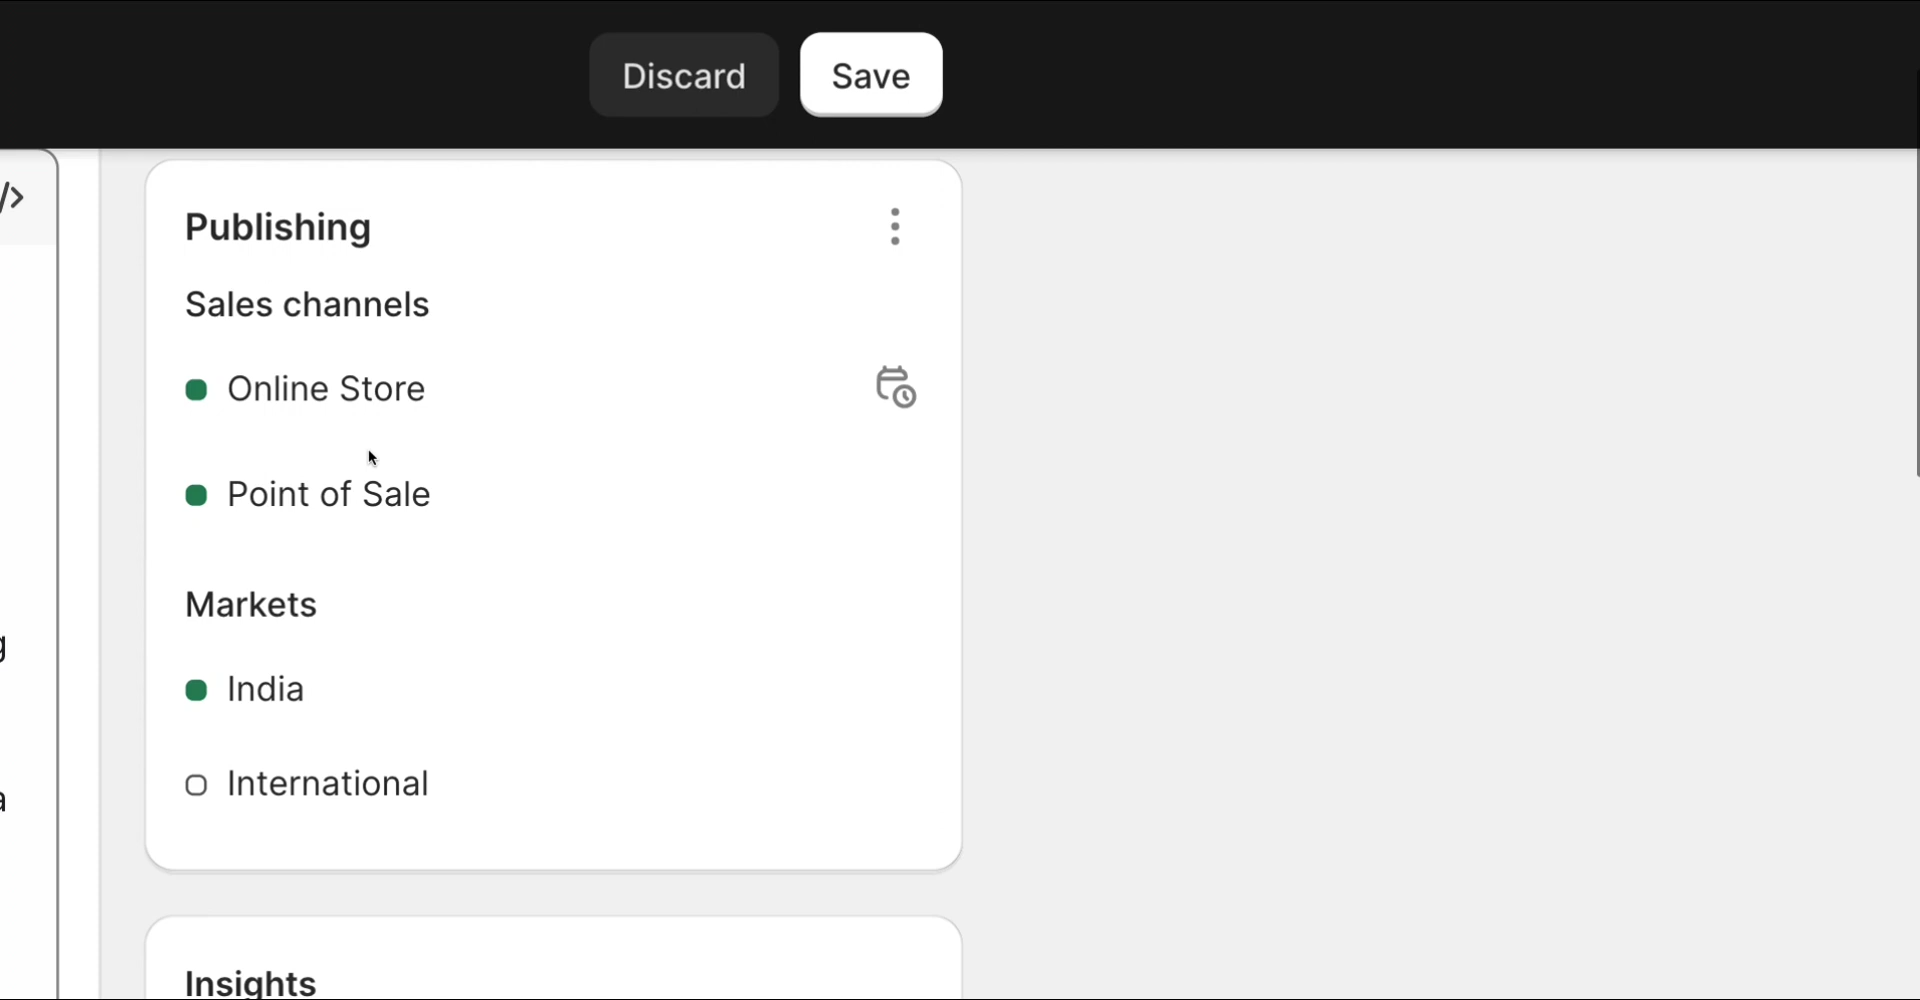 Discard
Save
Publishing
Sales channels
Online Store
Point of Sale
Markets
India
International
Insights